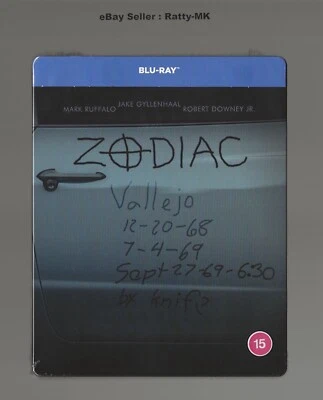 eBay Seller : Ratty-MK
BLU-RAY™
MARK RUFFALO JAKE GYLLENHAAL ROBERT DOWNEY JR.
ZODIAC
Vallejo
12-20-68
7-4-69
Sept 27-69-6:30
by knife
15